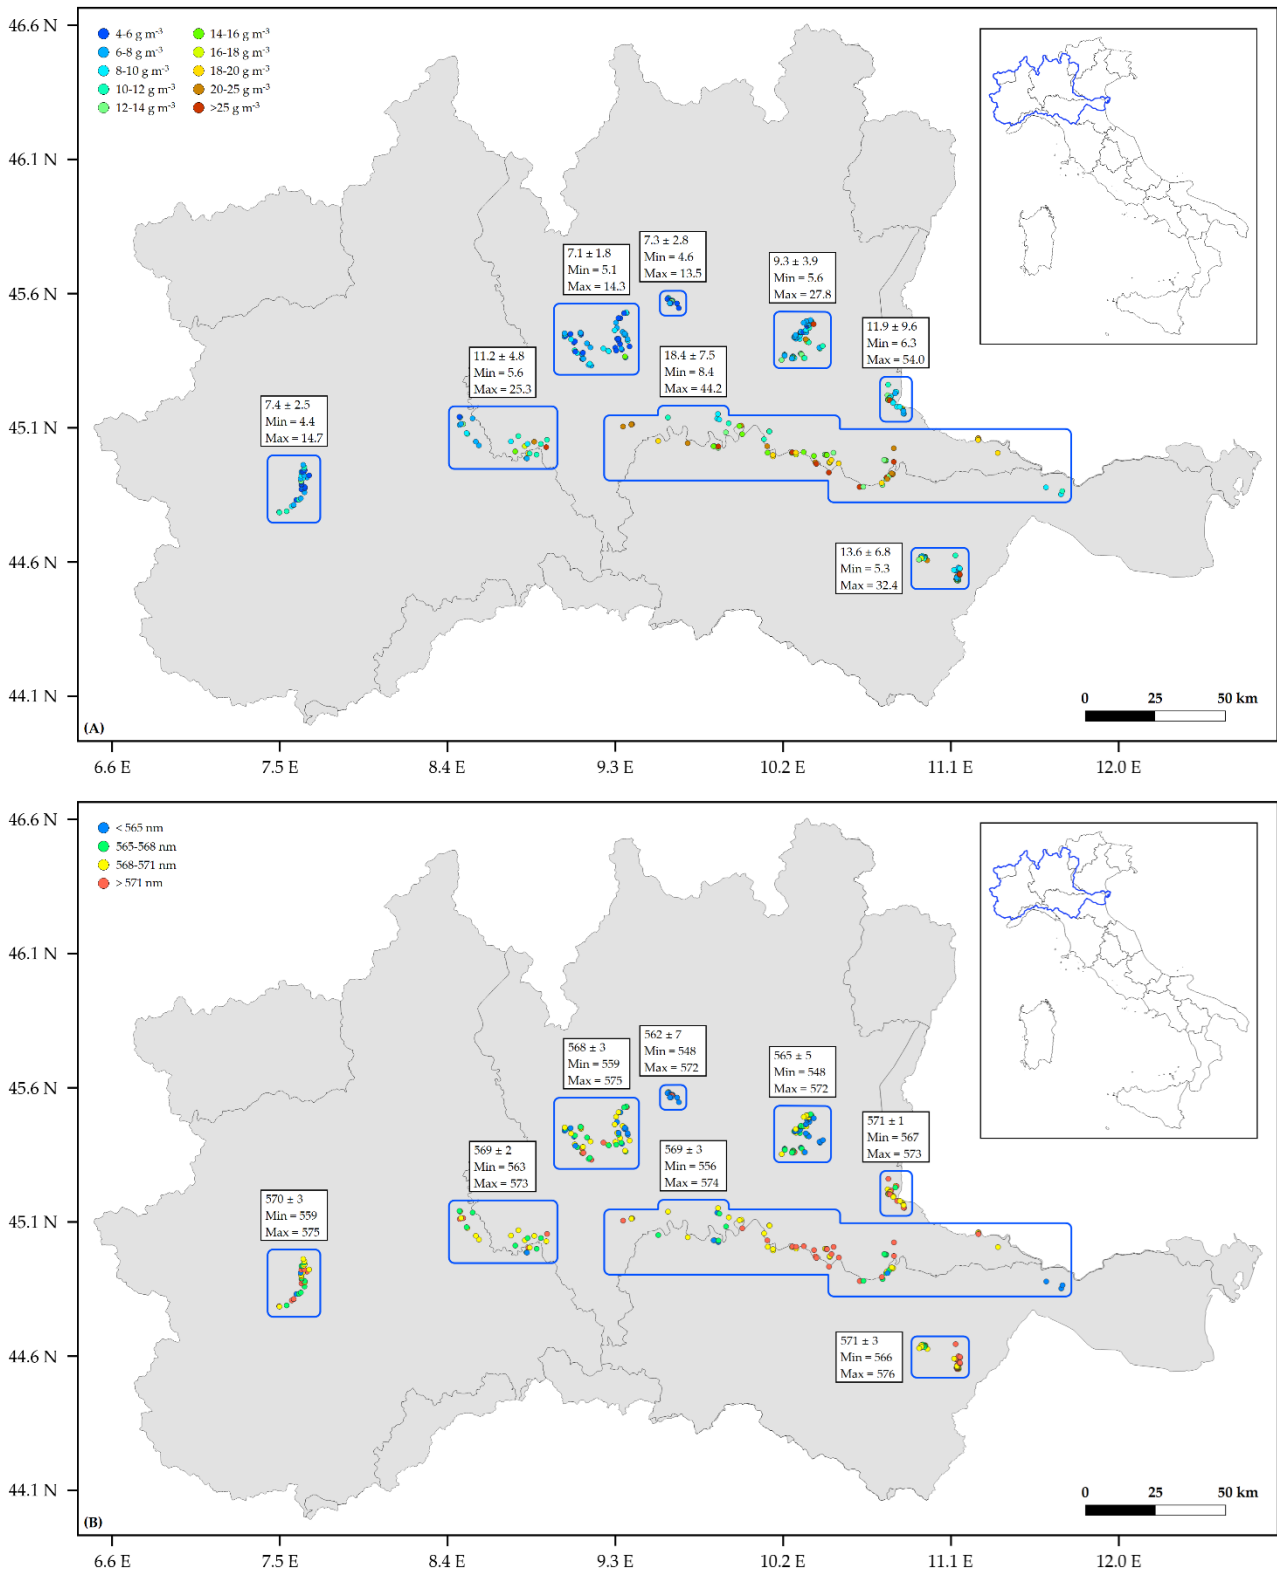 46.6 N
46.1 N
45.6 N
45.1 N
44.6 N
44.1 N
4-6 g m⁻³
6-8 g m⁻³
8-10 g m⁻³
10-12 g m⁻³
12-14 g m⁻³
14-16 g m⁻³
16-18 g m⁻³
18-20 g m⁻³
20-25 g m⁻³
>25 g m⁻³
7.3 ± 2.8
Min = 4.6
Max = 13.5
7.1 ± 1.8
Min = 5.1
Max = 14.3
9.3 ± 3.9
Min = 5.6
Max = 27.8
11.9 ± 9.6
Min = 6.3
Max = 54.0
11.2 ± 4.8
Min = 5.6
Max = 25.3
18.4 ± 7.5
Min = 8.4
Max = 44.2
7.4 ± 2.5
Min = 4.4
Max = 14.7
13.6 ± 6.8
Min = 5.3
Max = 32.4
0 25 50 km
(A)
6.6 E 7.5 E 8.4 E 9.3 E 10.2 E 11.1 E 12.0 E
46.6 N
46.1 N
45.6 N
45.1 N
44.6 N
44.1 N
< 565 nm
565-568 nm
568-571 nm
> 571 nm
562 ± 7
Min = 548
Max = 572
568 ± 3
Min = 559
Max = 575
565 ± 5
Min = 548
Max = 572
571 ± 1
Min = 567
Max = 573
569 ± 2
Min = 563
Max = 573
569 ± 3
Min = 556
Max = 574
570 ± 3
Min = 559
Max = 575
571 ± 3
Min = 566
Max = 576
0 25 50 km
(B)
6.6 E 7.5 E 8.4 E 9.3 E 10.2 E 11.1 E 12.0 E